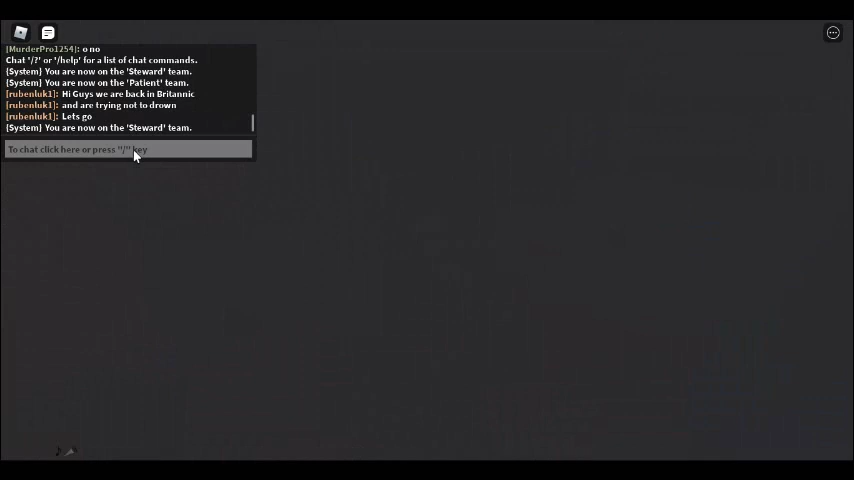 [MurderPro1254]: o no
Chat '/?' or '/help' for a list of chat commands.
{System} You are now on the 'Steward' team.
{System} You are now on the 'Patient' team.
[rubenluk1]: Hi Guys we are back in Britannic
[rubenluk1]: and are trying not to drown
[rubenluk1]: Lets go
{System} You are now on the 'Steward' team.
To chat click here or press "/" key